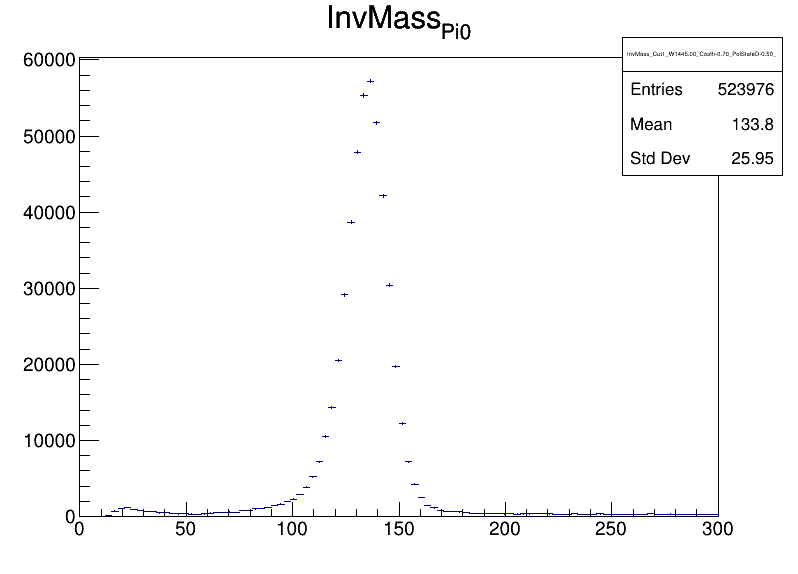 InvMassPi0
InvMass_Cut1_W1445.00_Costh-0.70_PolStateD-0.50_
Entries 523976
Mean 133.8
Std Dev 25.95
60000
50000
40000
30000
20000
10000
0
0 50 100 150 200 250 300